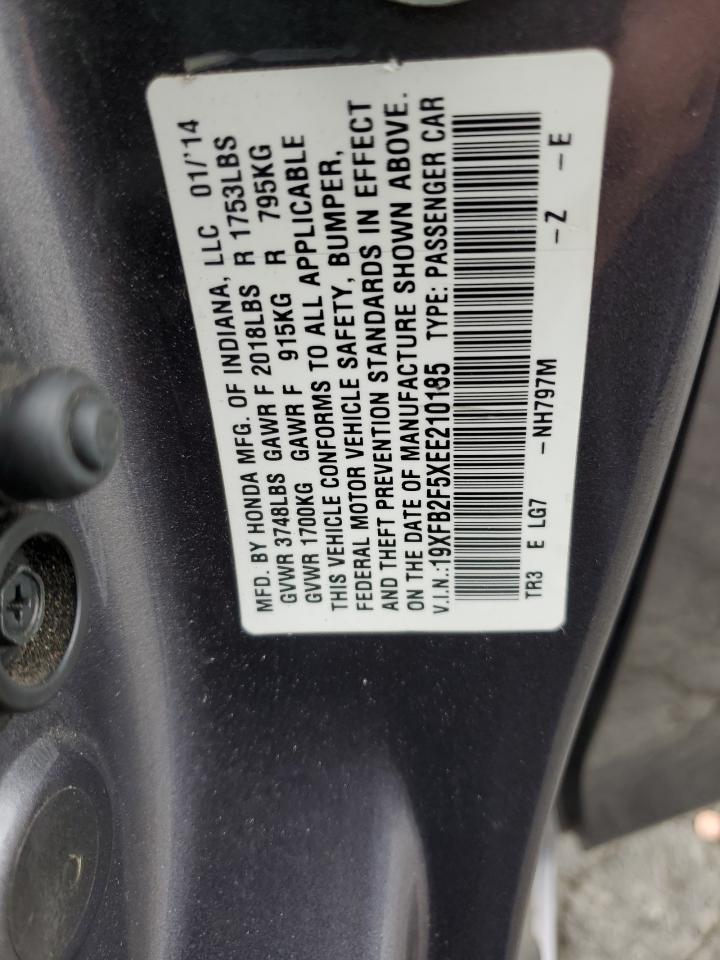 MFD. BY HONDA MFG. OF INDIANA, LLC 01/'14
GVWR 3748LBS GAWR F 2018LBS R 1753LBS
GVWR 1700KG GAWR F 915KG R 795KG
THIS VEHICLE CONFORMS TO ALL APPLICABLE
FEDERAL MOTOR VEHICLE SAFETY, BUMPER,
AND THEFT PREVENTION STANDARDS IN EFFECT
ON THE DATE OF MANUFACTURE SHOWN ABOVE.
V.I.N.:19XFB2F5XEE210185 TYPE: PASSENGER CAR
TR3 E LG7 -NH797M -Z -E